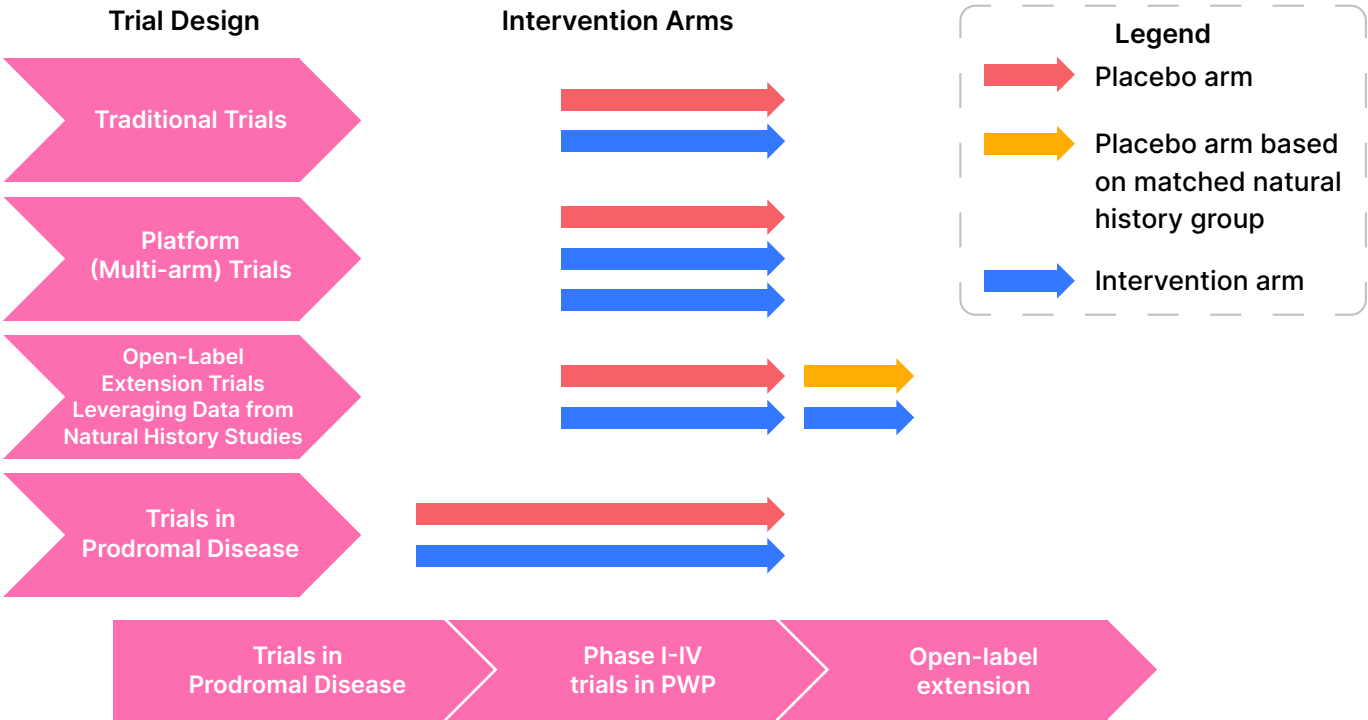 Trial Design
Intervention Arms
Legend
Placebo arm
Placebo arm based
on matched natural
history group
Intervention arm
Traditional Trials
Platform
(Multi-arm) Trials
Open-Label
Extension Trials
Leveraging Data from
Natural History Studies
Trials in
Prodromal Disease
Trials in
Prodromal Disease
Phase I-IV
trials in PWP
Open-label
extension